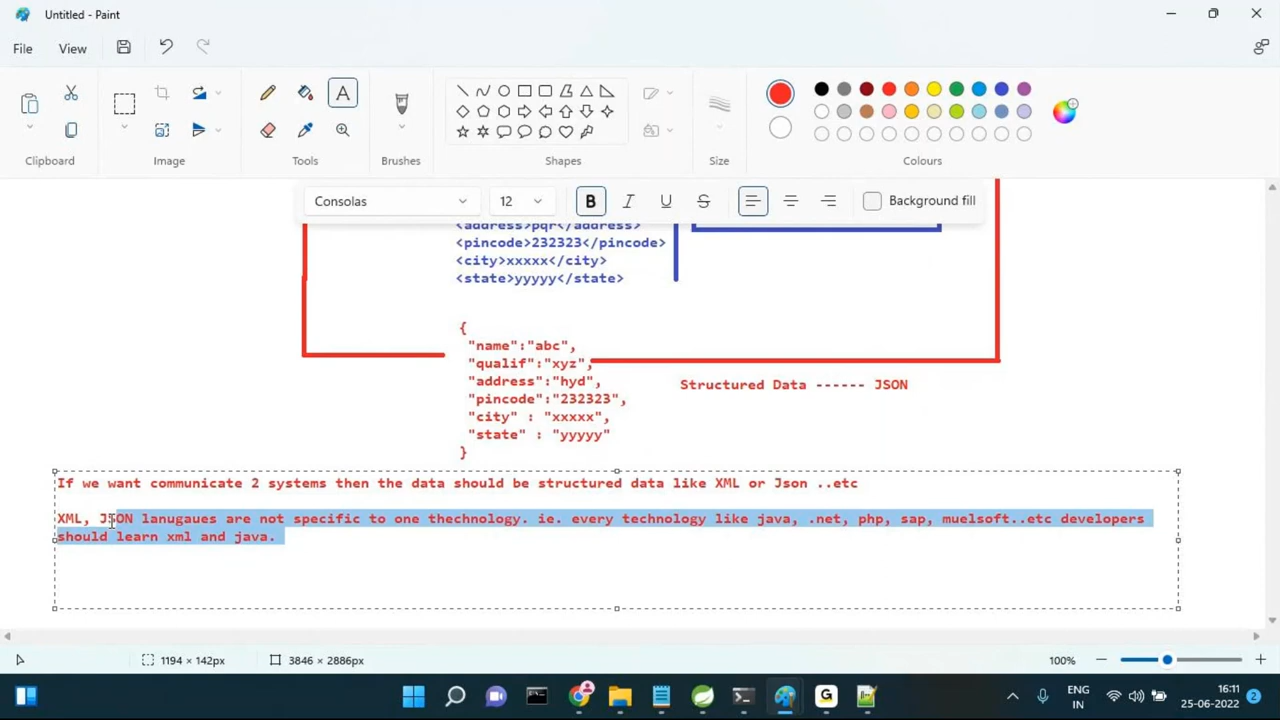 Untitled - Paint
File View
Clipboard Image Tools Brushes Shapes Size Colours
Consolas 12 B I U S Background fill
<address>pqr</address>
<pincode>232323</pincode>
<city>xxxxx</city>
<state>yyyyy</state>
{
"name":"abc",
"qualif":"xyz",
"address":"hyd",
Structured Data ------ JSON
"pincode":"232323",
"city" : "xxxxx",
"state" : "yyyyy"
}
If we want communicate 2 systems then the data should be structured data like XML or Json ..etc
XML, JSON lanugaues are not specific to one thechnology. ie. every technology like java, .net, php, sap, muelsoft..etc developers
should learn xml and java.
1194 × 142px 3846 × 2886px 100%
ENG 16:11
IN 25-06-2022 2